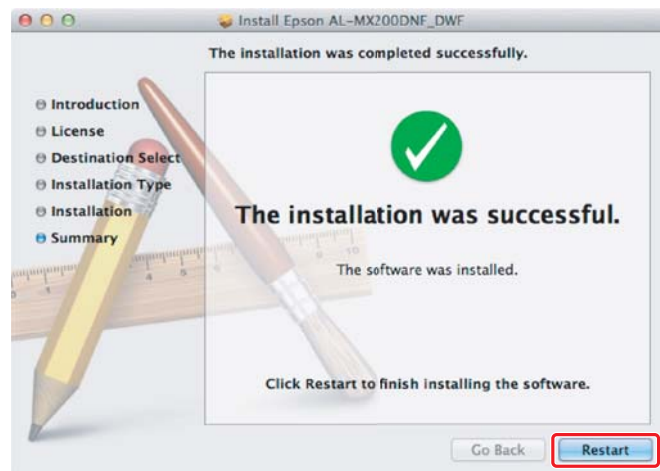 Install Epson AL-MX200DNF_DWF
The installation was completed successfully.
Introduction
License
Destination Select
Installation Type
Installation
Summary
The installation was successful.
The software was installed.
Click Restart to finish installing the software.
Go Back
Restart